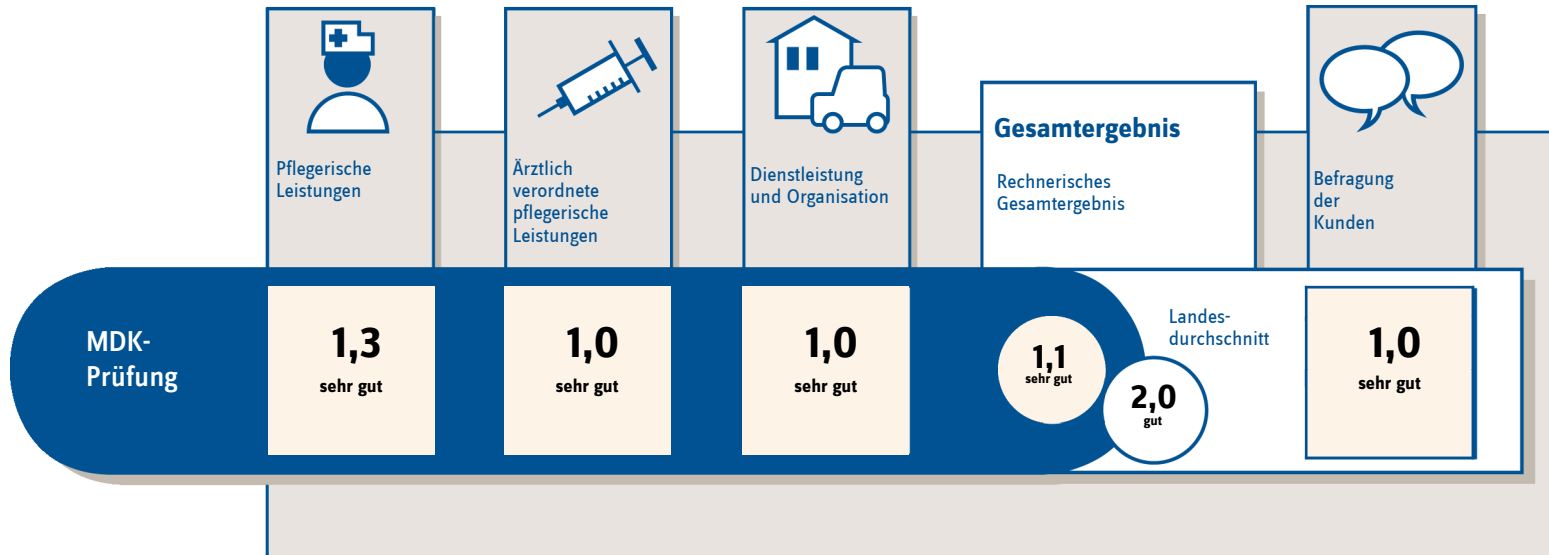 Pflegerische
Leistungen
Ärztlich
verordnete
pflegerische
Leistungen
Dienstleistung
und Organisation
Gesamtergebnis
Rechnerisches
Gesamtergebnis
Befragung
der
Kunden
MDK-
Prüfung
1,3
sehr gut
1,0
sehr gut
1,0
sehr gut
1,1
sehr gut
Landes-
durchschnitt
2,0
gut
1,0
sehr gut